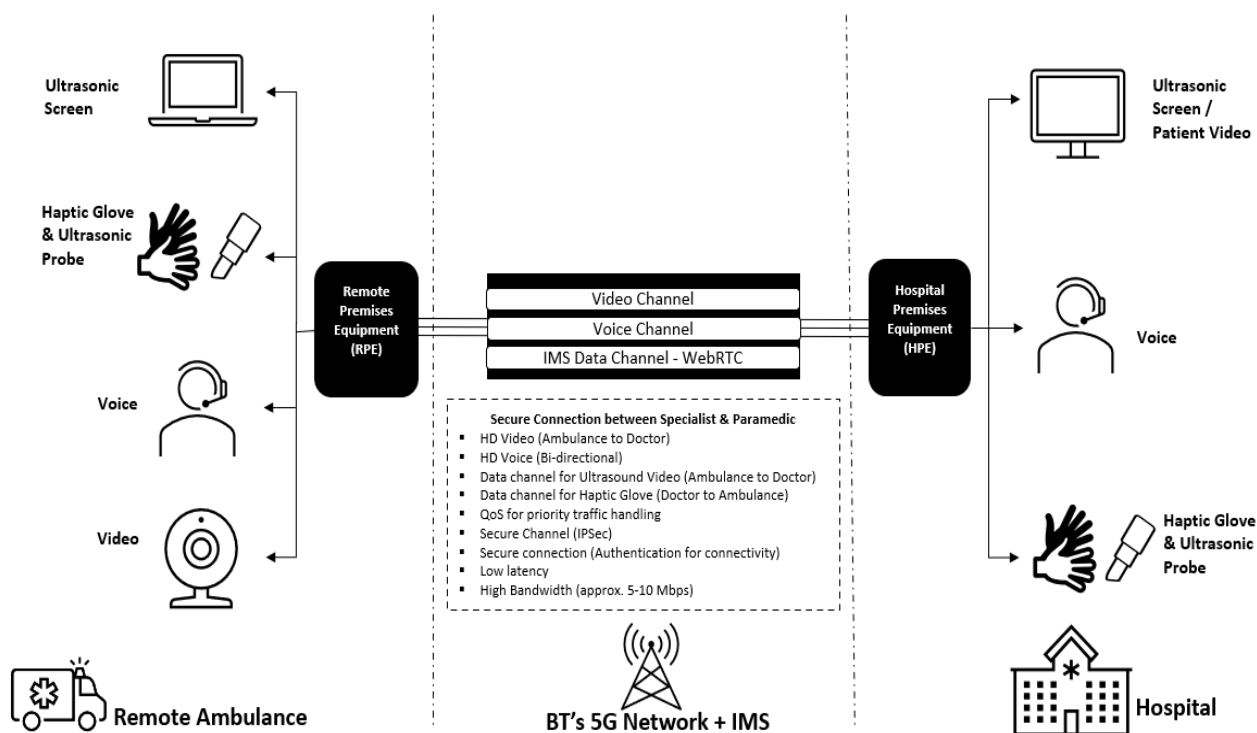 Ultrasonic
Screen
Haptic Glove
& Ultrasonic
Probe
Voice
Video
Remote Ambulance
Remote
Premises
Equipment
(RPE)
Video Channel
Voice Channel
IMS Data Channel - WebRTC
Secure Connection between Specialist & Paramedic
▪ HD Video (Ambulance to Doctor)
▪ HD Voice (Bi-directional)
▪ Data channel for Ultrasound Video (Ambulance to Doctor)
▪ Data channel for Haptic Glove (Doctor to Ambulance)
▪ QoS for priority traffic handling
▪ Secure Channel (IPSec)
▪ Secure connection (Authentication for connectivity)
▪ Low latency
▪ High Bandwidth (approx. 5-10 Mbps)
BT's 5G Network + IMS
Hospital
Premises
Equipment
(HPE)
Ultrasonic
Screen /
Patient Video
Voice
Haptic Glove
& Ultrasonic
Probe
Hospital